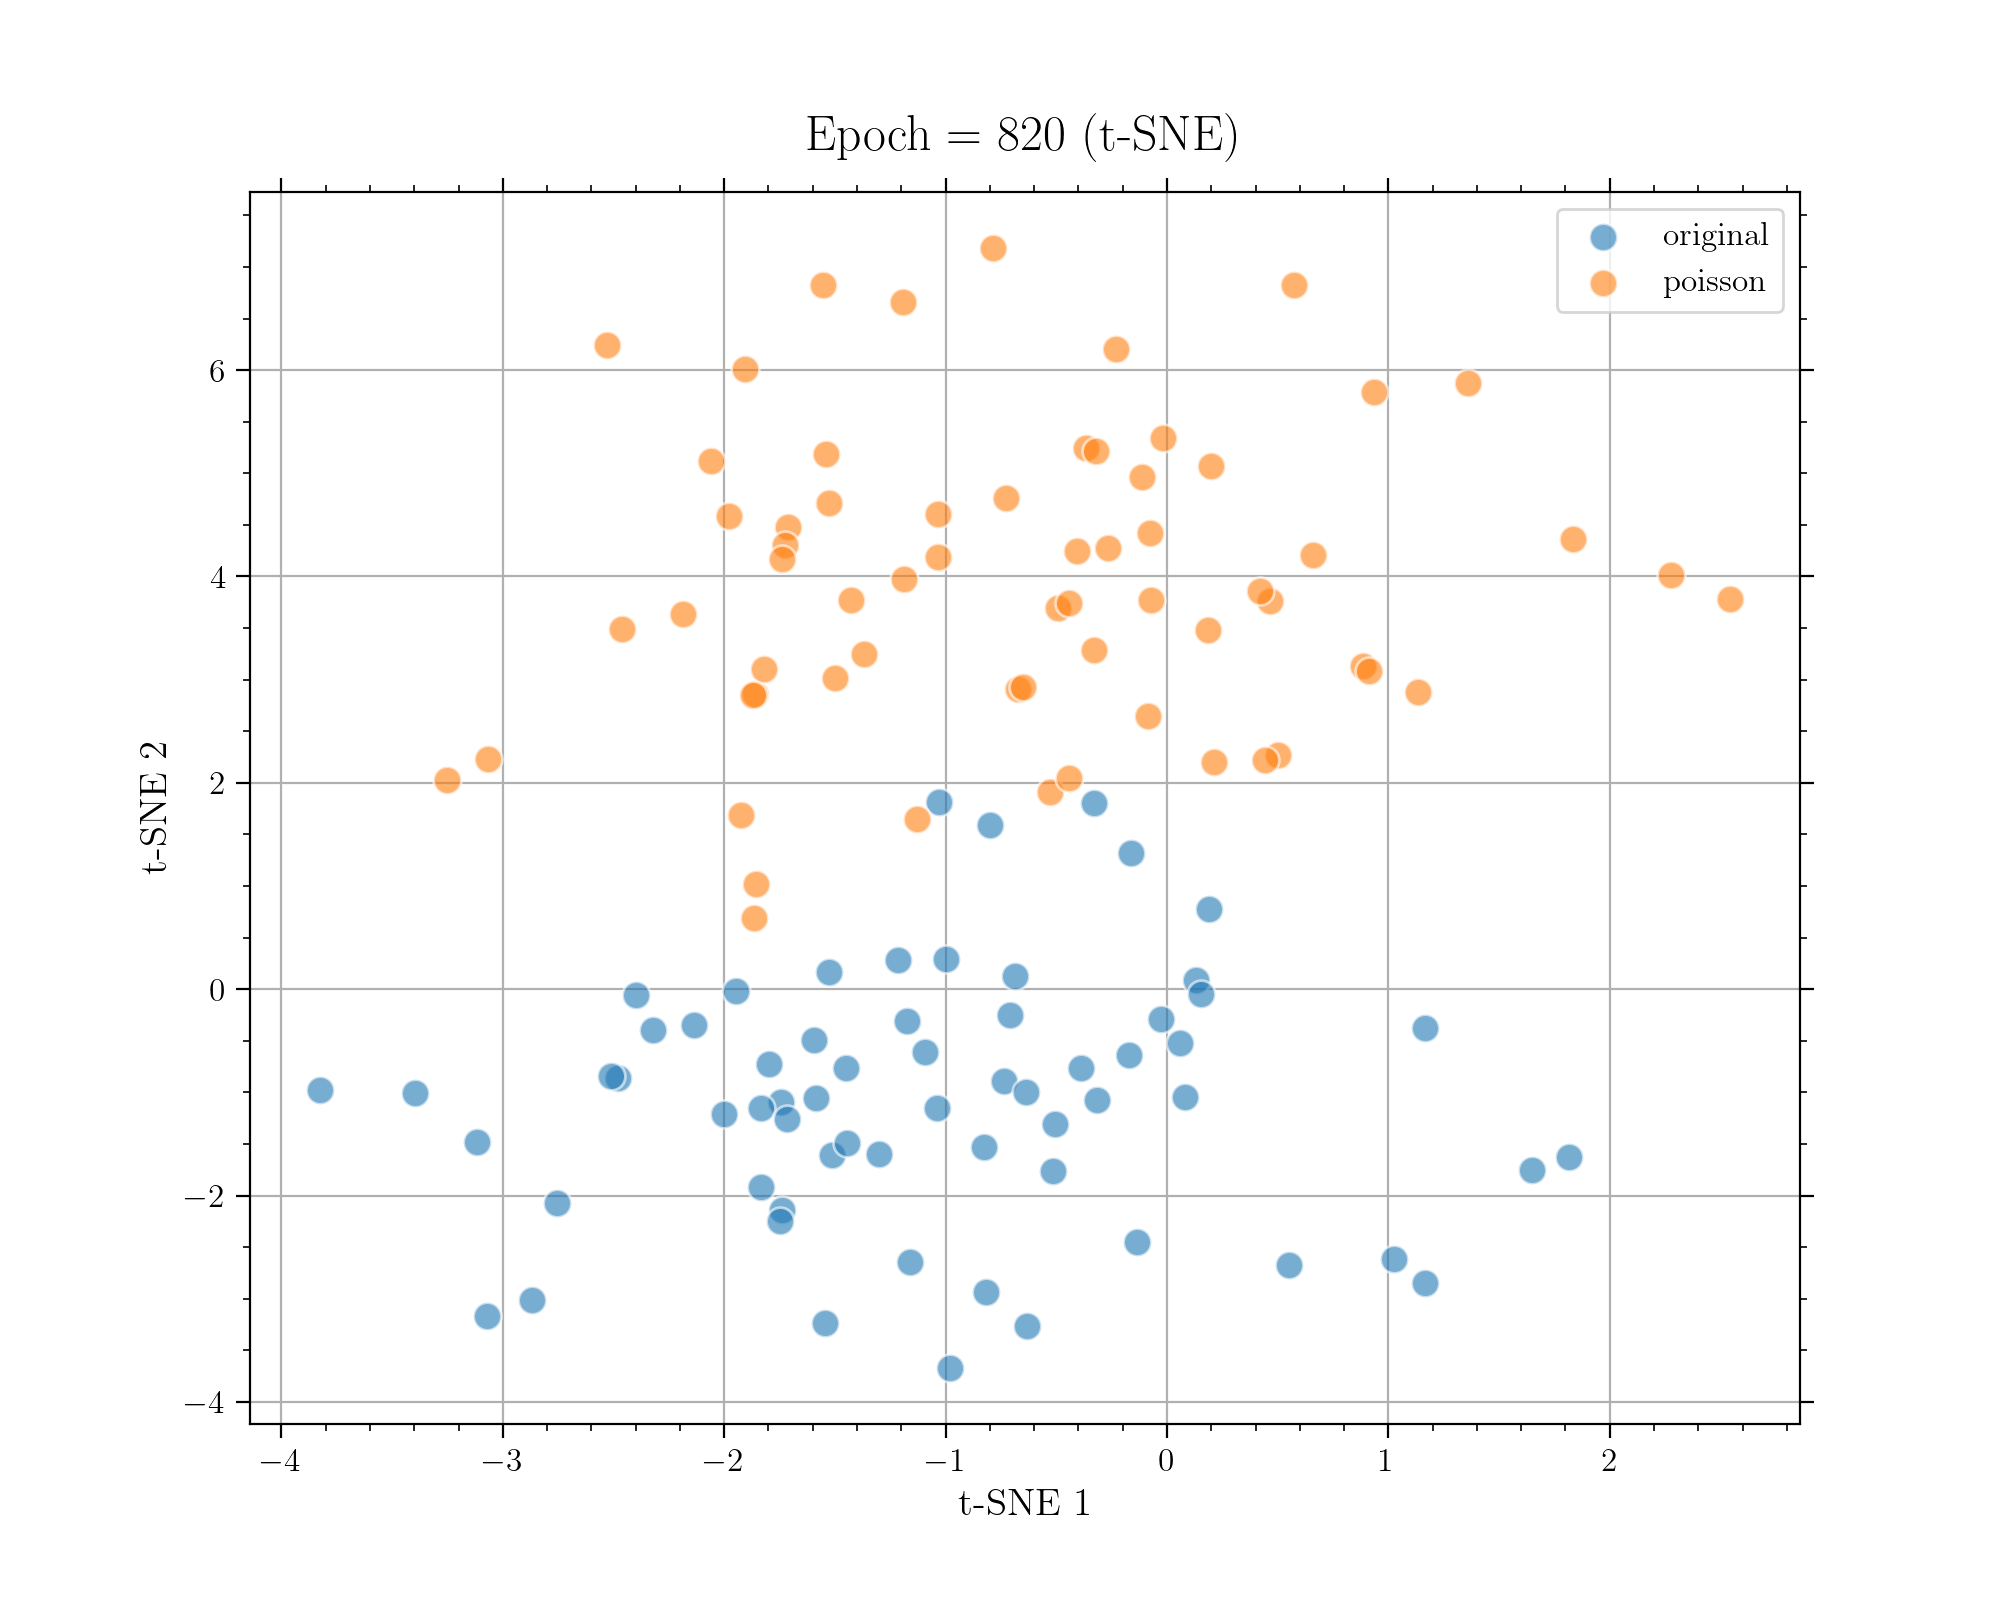 Epoch = 820 (t-SNE)
original
poisson
6
4
2
0
−2
−4
t-SNE 2
−4 −3 −2 −1 0 1 2
t-SNE 1